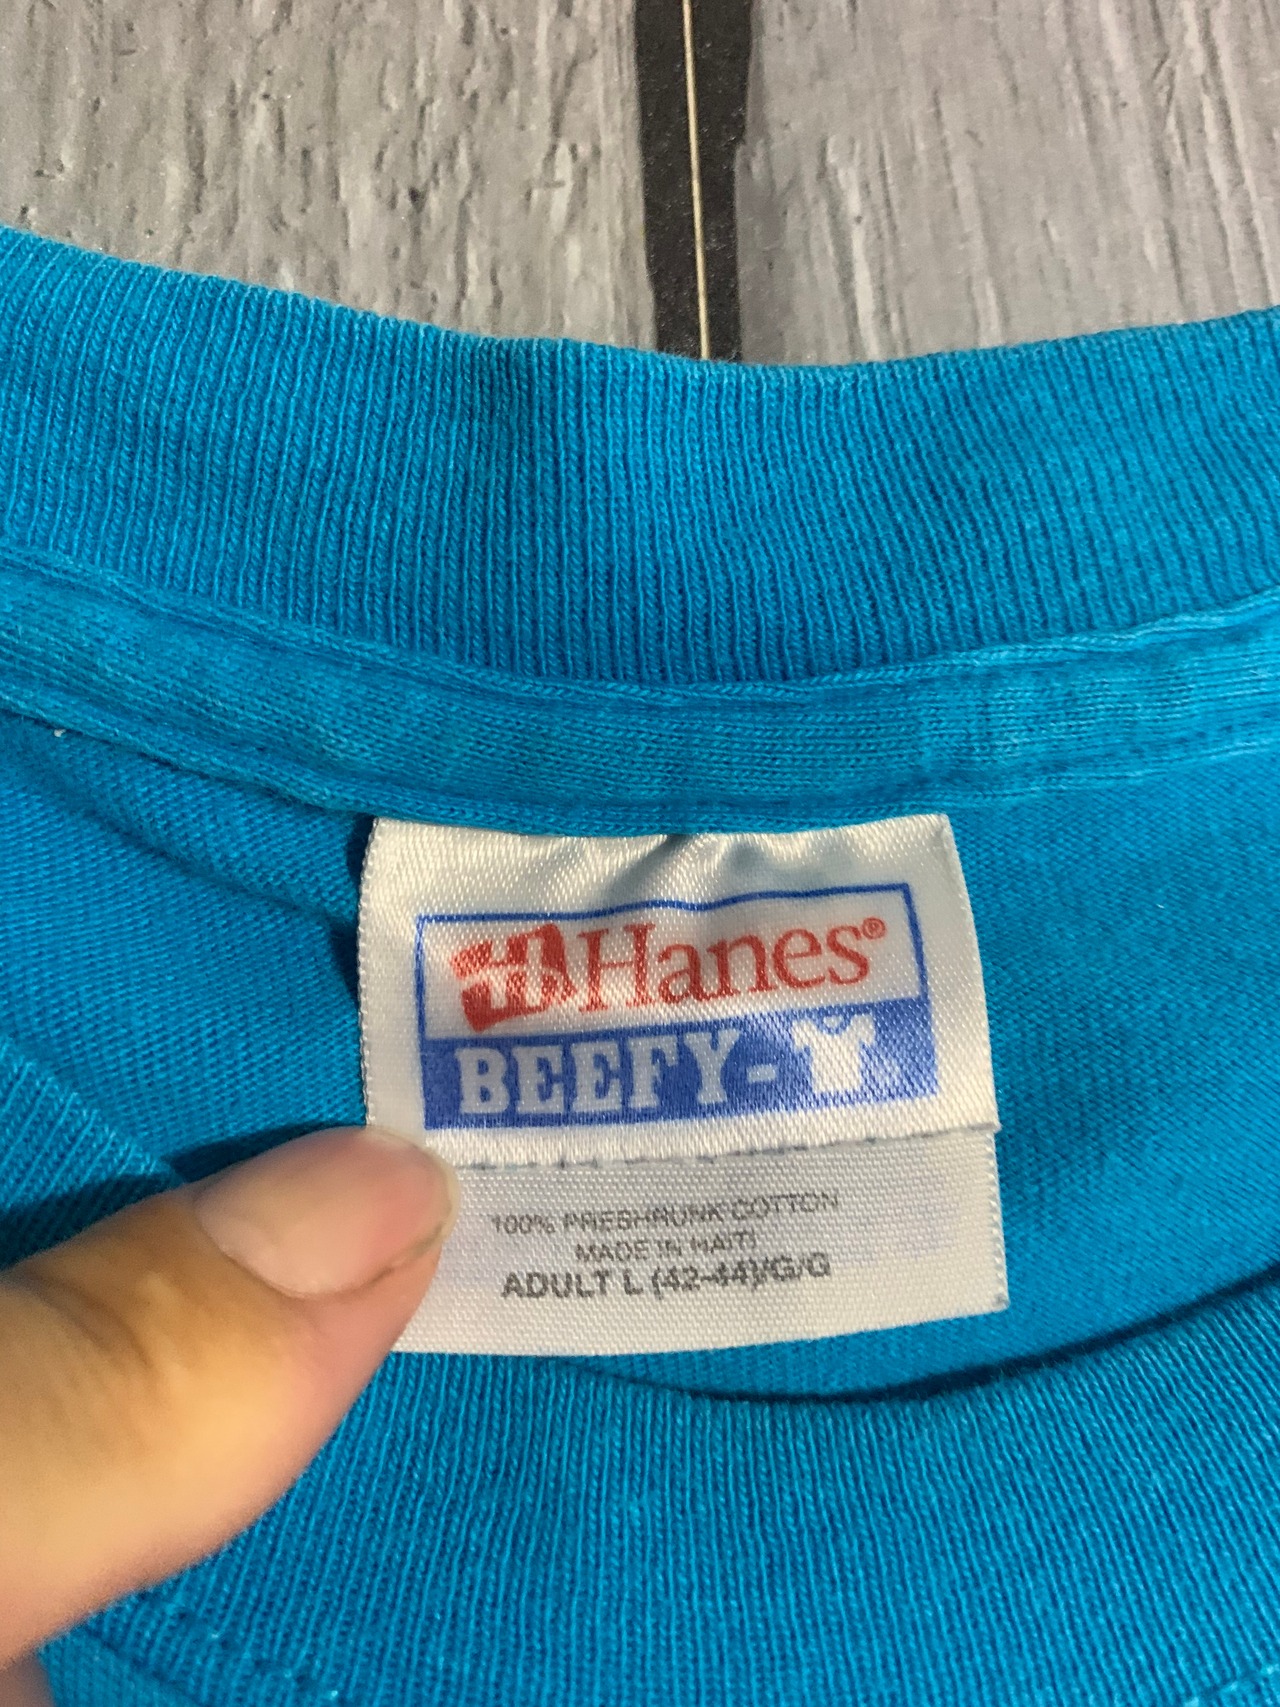 Hanes®
BEEFY-
100% PRESHRUNK COTTON
MADE IN HAITI
ADULT L (42-44)/G/G